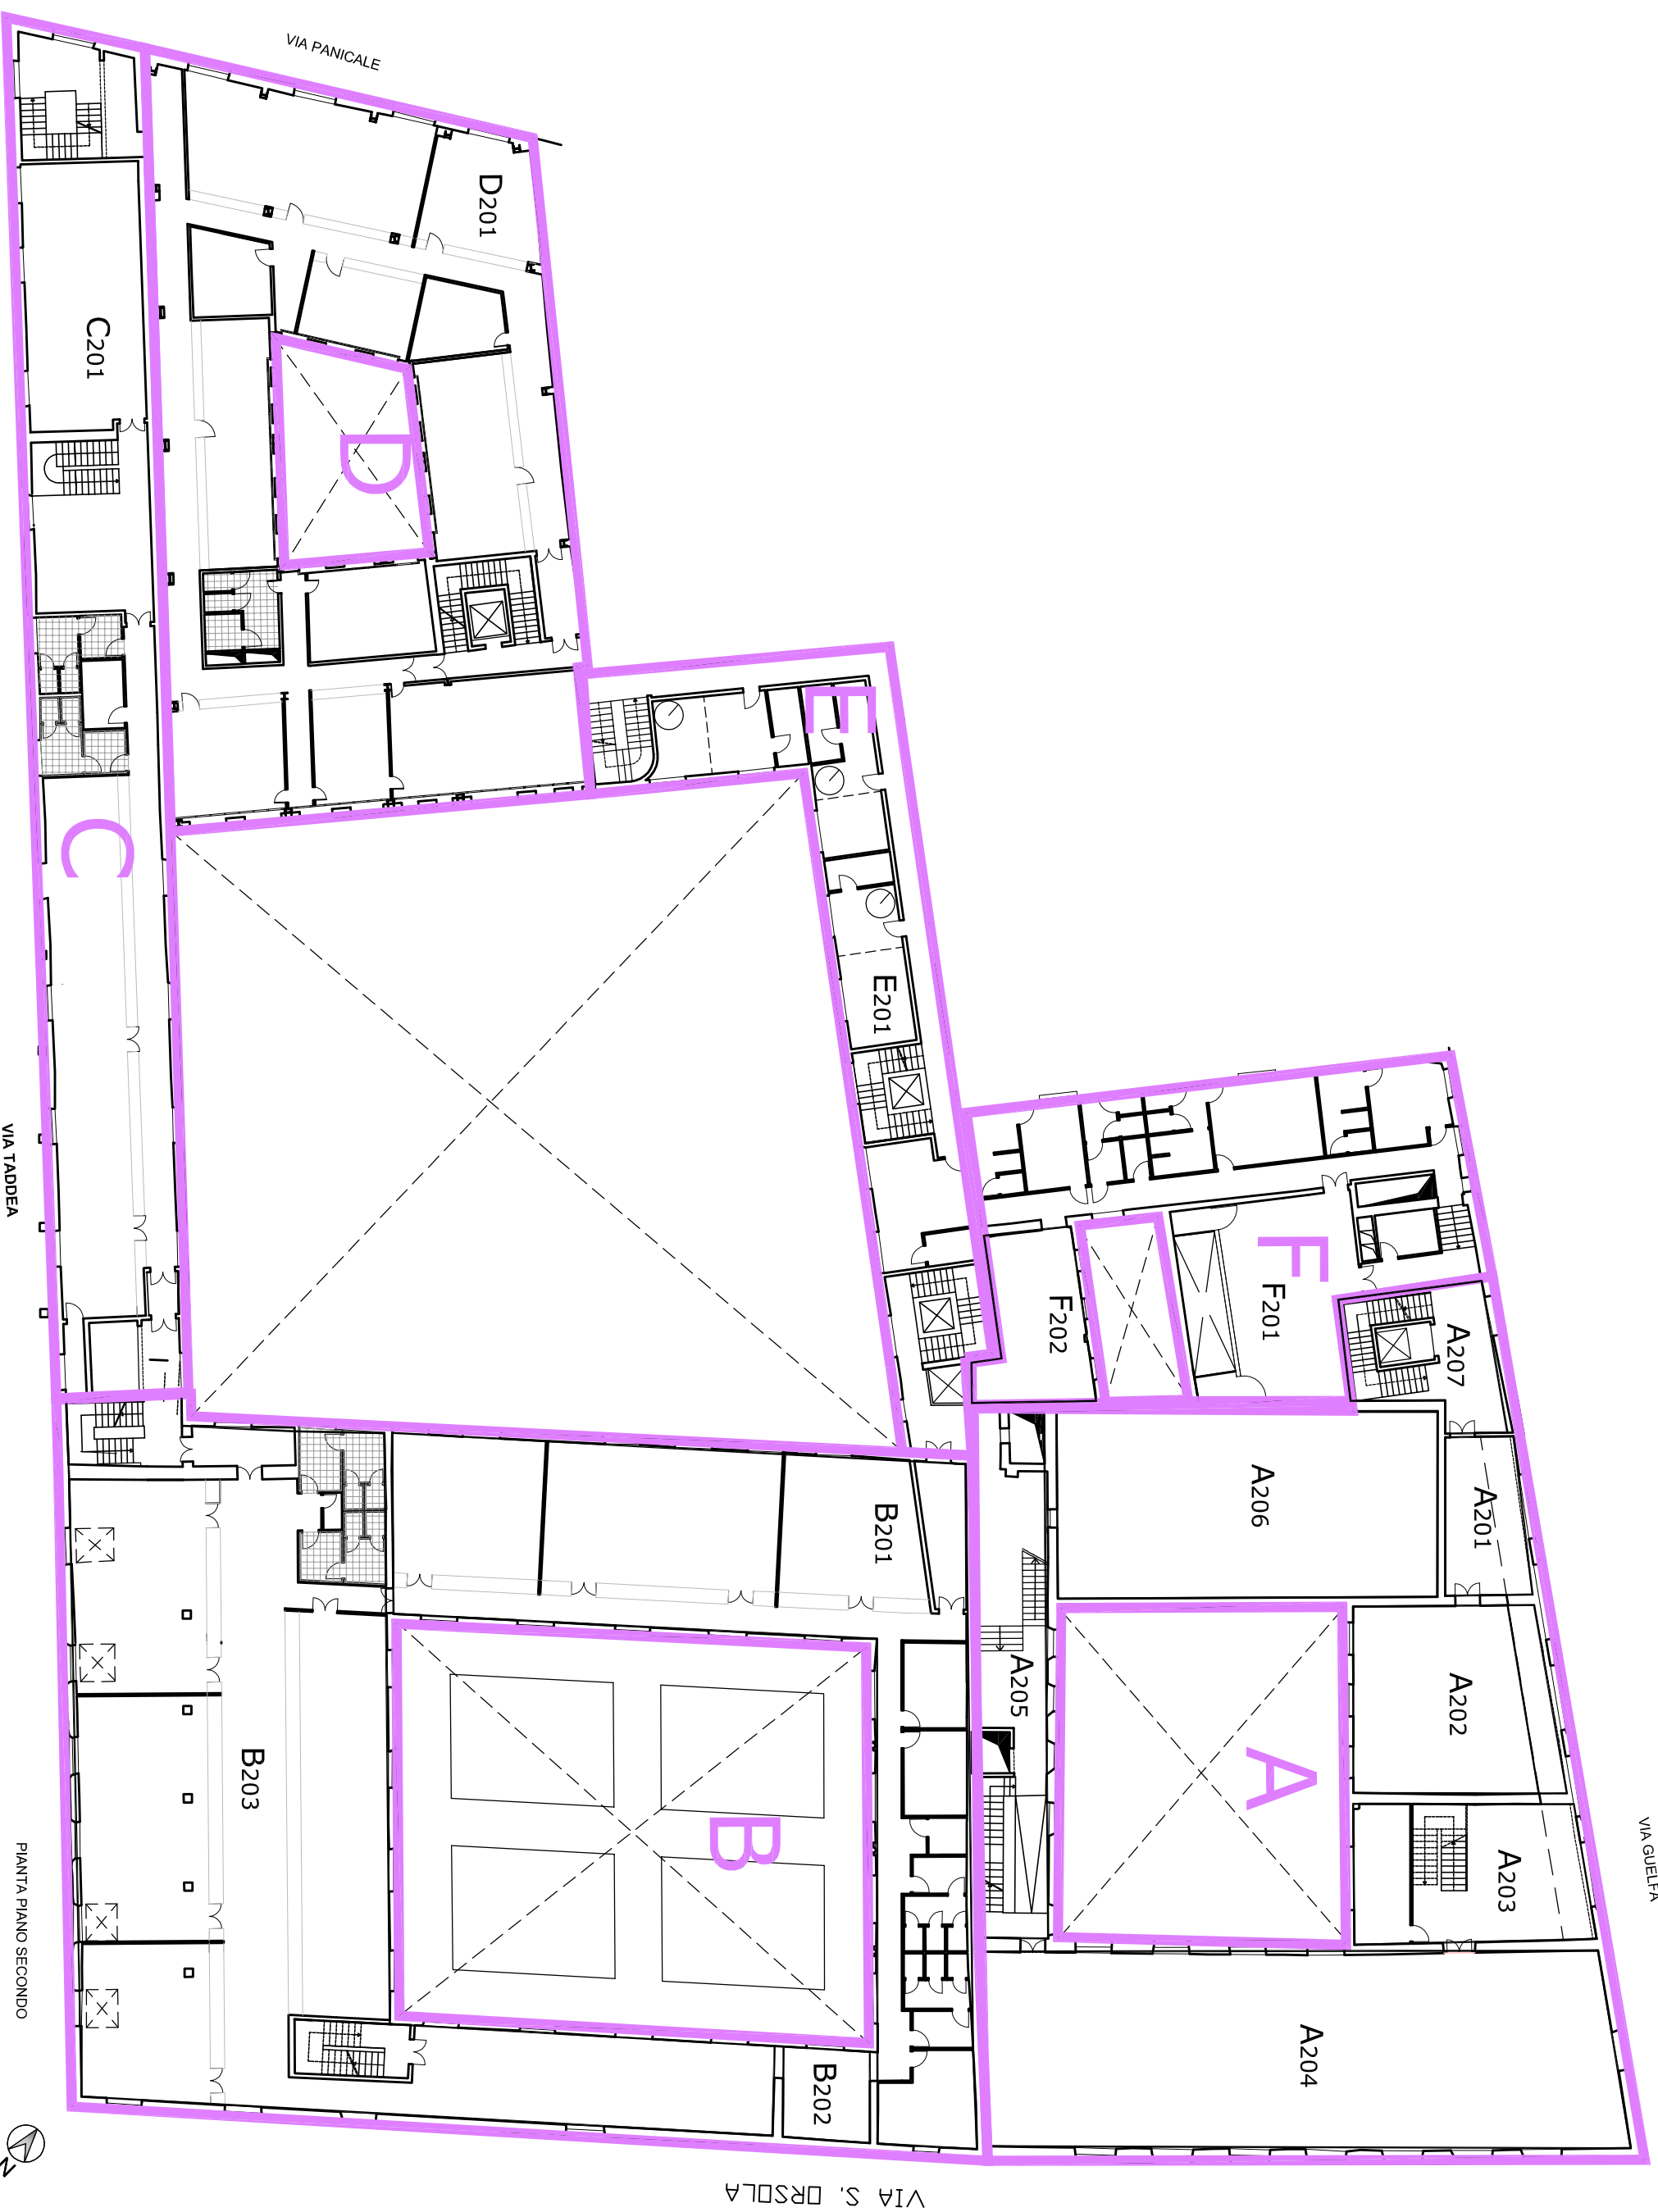 VIA PANICALE
D201
C201
D
E
C
E201
VIA TADDEA
F
F201
F202
A207
A206
A201
B201
A205
A202
A
B203
B
A203
VIA GUELFA
PIANTA PIANO SECONDO
A204
B202
N
VIA S. ORSOLA